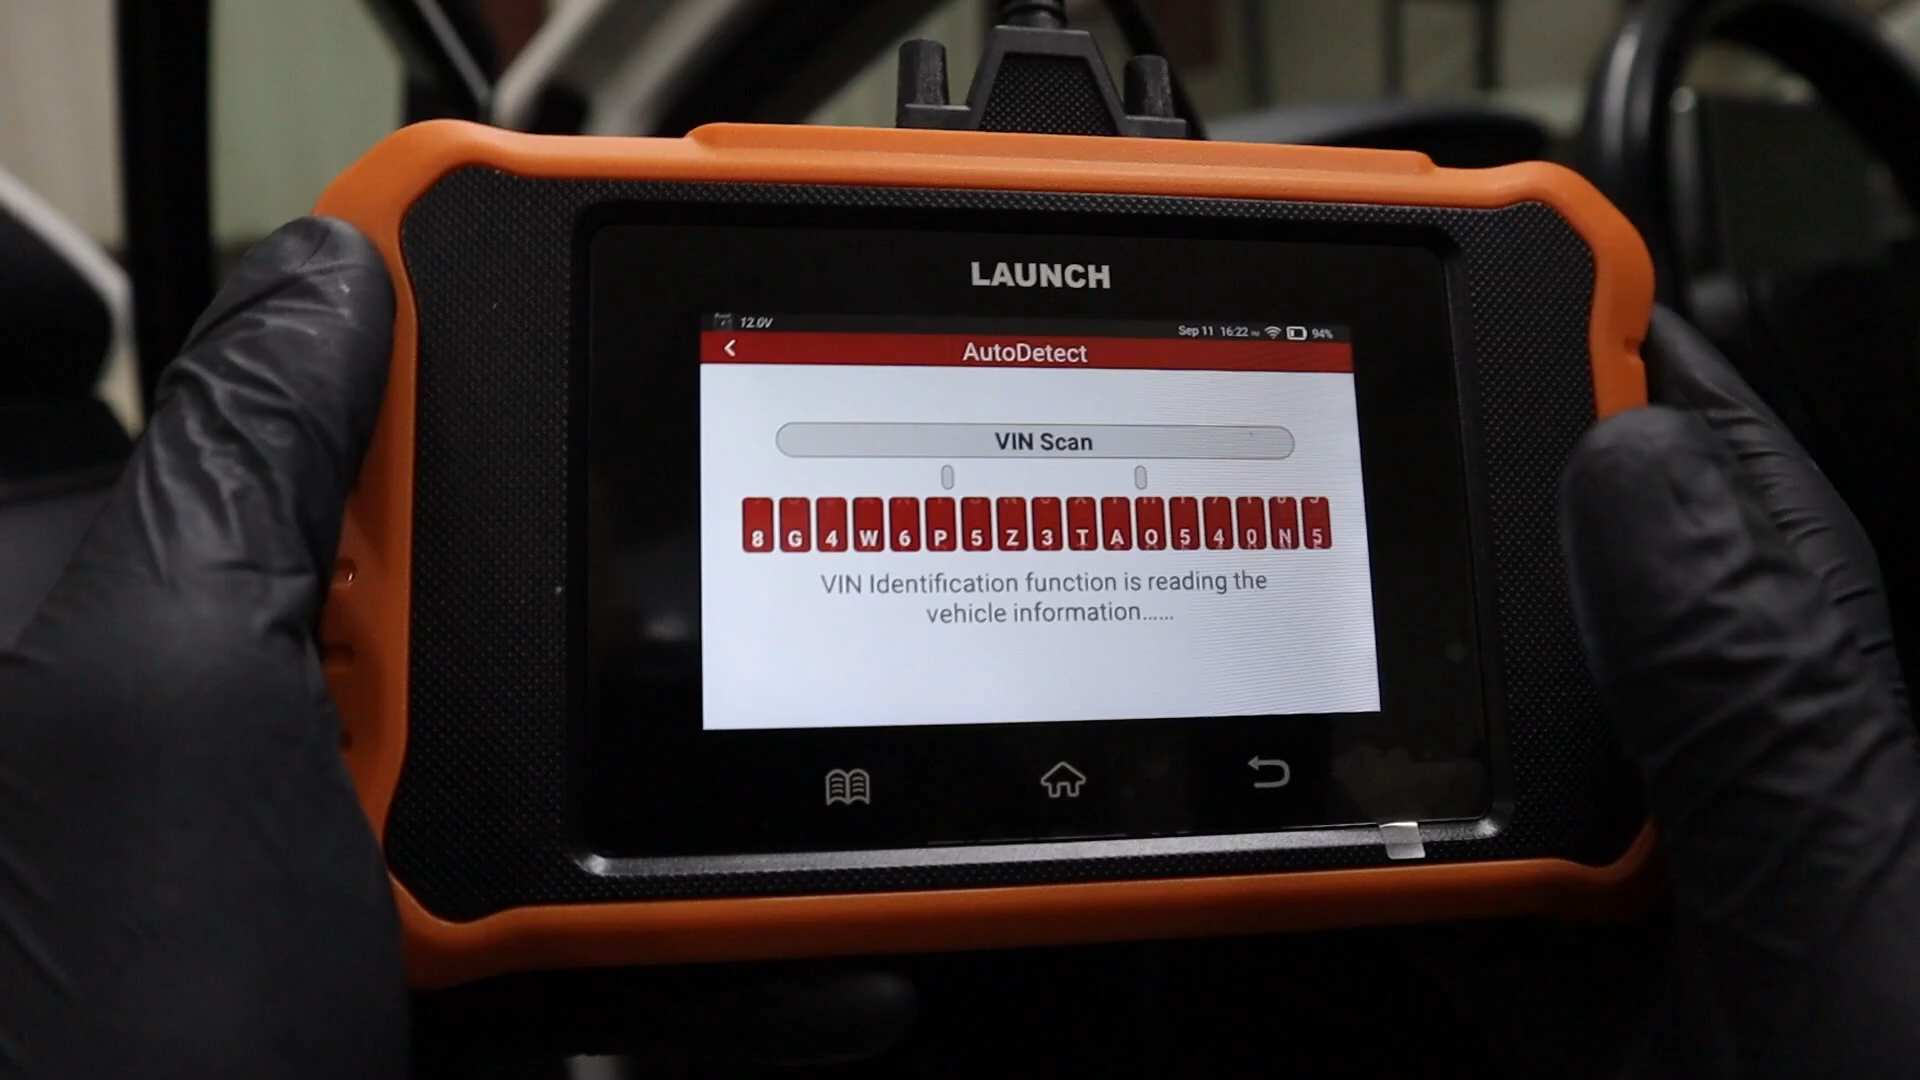 LAUNCH
12.0V
Sep 11 16:22 94%
AutoDetect
VIN Scan
8 G 4 W 6 P 5 Z 3 T A O 5 4 0 N 5
VIN Identification function is reading the
vehicle information......